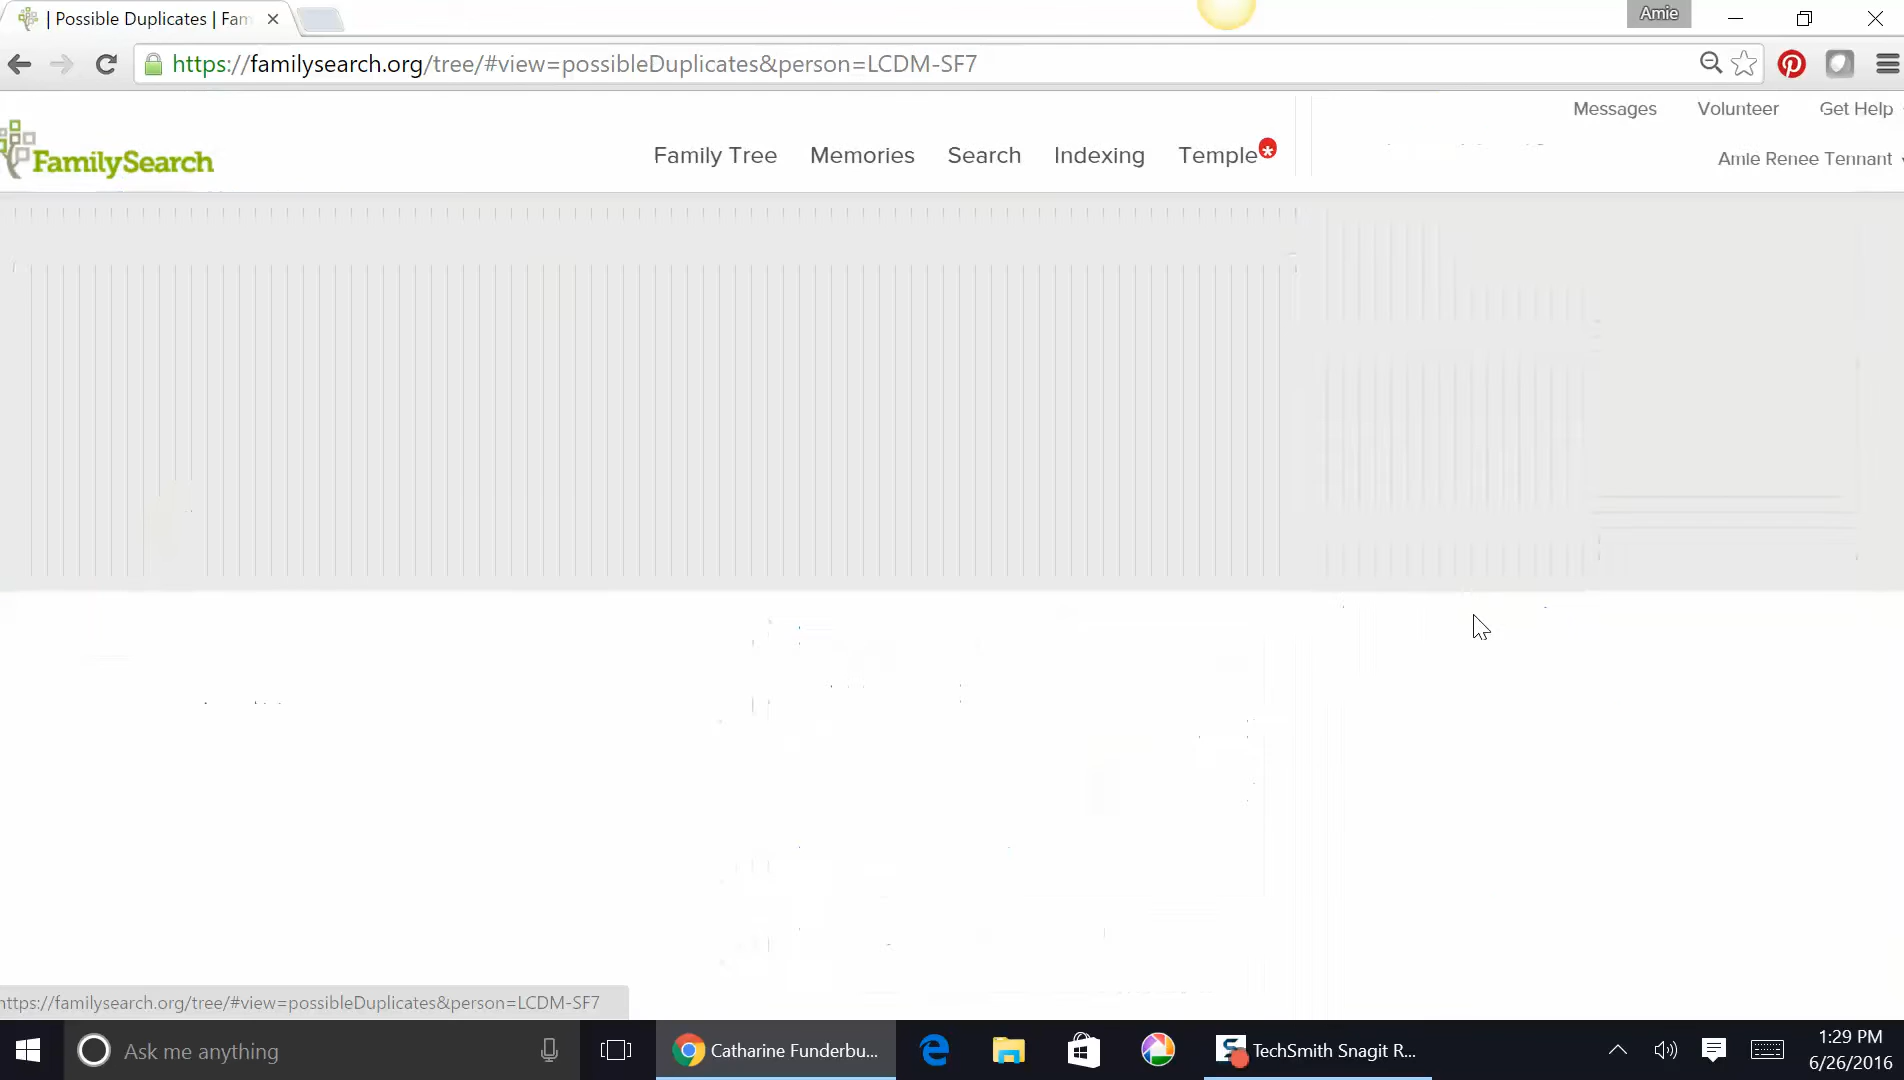 | Possible Duplicates | Fam
Amie
https://familysearch.org/tree/#view=possibleDuplicates&person=LCDM-SF7
Messages Volunteer Get Help
FamilySearch Family Tree Memories Search Indexing Temple
Amie Renee Tennant
https://familysearch.org/tree/#view=possibleDuplicates&person=LCDM-SF7
Ask me anything Catharine Funderbu... TechSmith Snagit R...
1:29 PM
6/26/2016